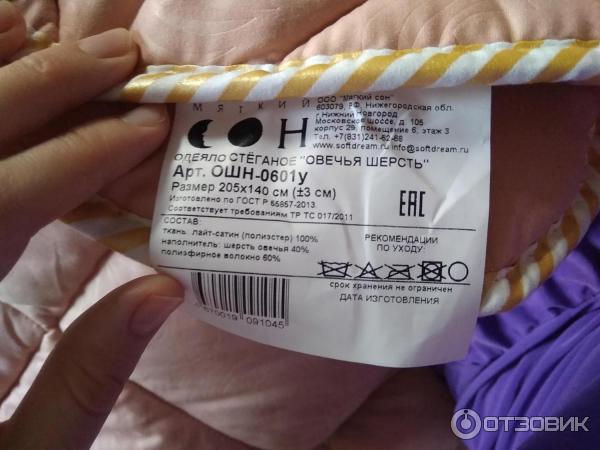 МЯГКИЙ
СОН
ООО "Мягкий сон"
603079, РФ, Нижегородская обл.
г.Нижний Новгород
Московское шоссе, д. 105
корпус 29, помещение 6, этаж 3
Тел.+7(831)241-62-68
www.softdream.ru info@softdream.ru
ОДЕЯЛО СТЁГАНОЕ "ОВЕЧЬЯ ШЕРСТЬ"
Арт. ОШН-0601у
Размер 205х140 см (±3 см)
Изготовлено по ГОСТ Р 55857-2013
Соответствует требованиям ТР ТС 017/2011
ЕАС
СОСТАВ:
ткань: лайт-сатин (полиэстер) 100%
наполнитель: шерсть овечья 40%
полиэфирное волокно 60%
РЕКОМЕНДАЦИИ
ПО УХОДУ:
срок хранения не ограничен
ДАТА ИЗГОТОВЛЕНИЯ
670019 091045
ОТЗОВИК